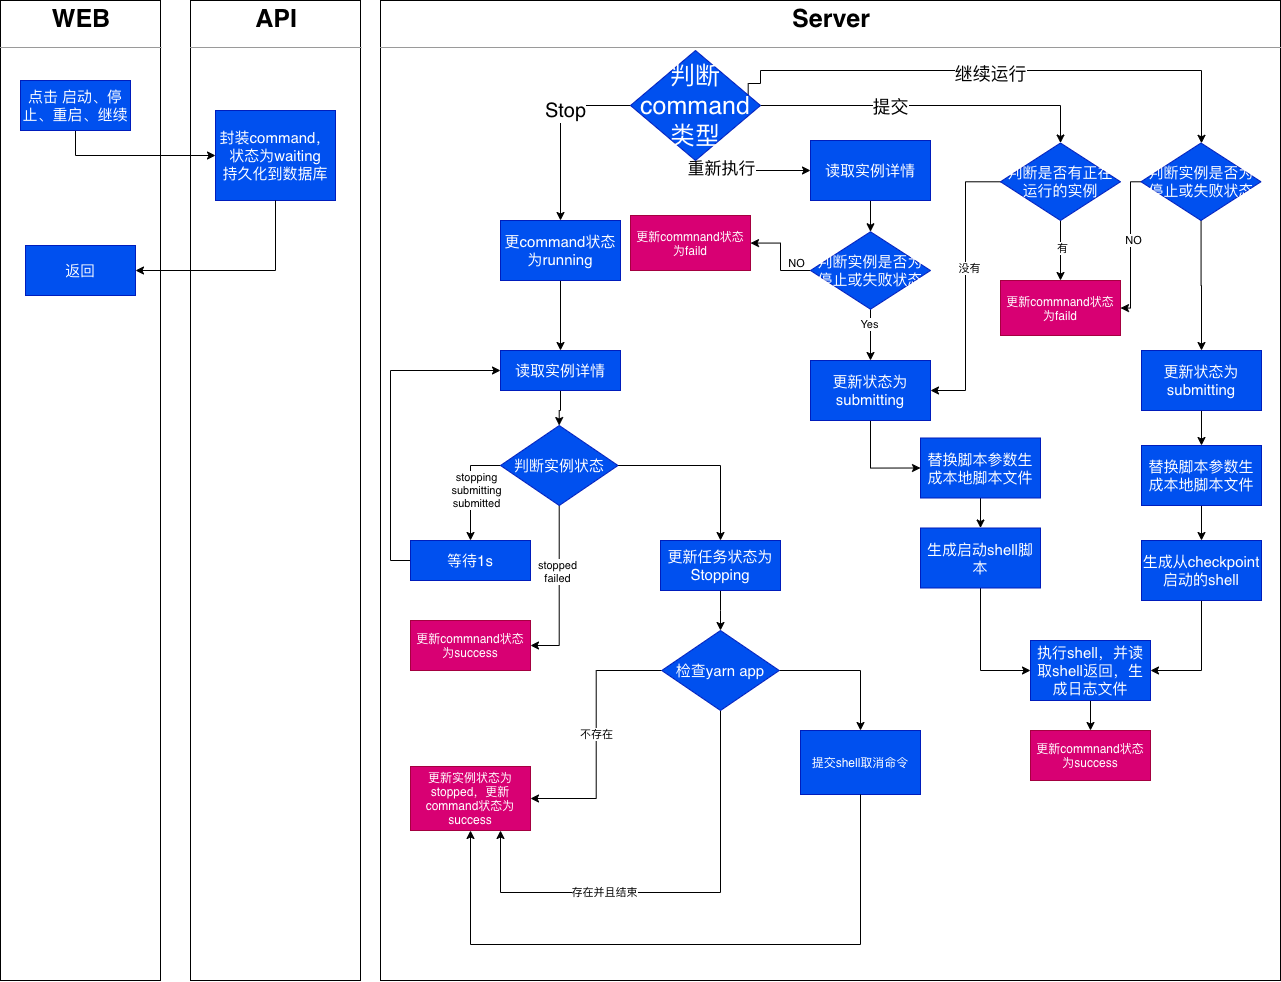 WEB
API
Server
点击 启动、停
止、重启、继续
封装command，
状态为waiting
持久化到数据库
返回
判断
command
类型
继续运行
提交
Stop
重新执行
读取实例详情
判断是否有正在
运行的实例
判断实例是否为
停止或失败状态
更command状态
为running
更新commnand状态
为faild
NO
判断实例是否为
停止或失败状态
没有
有
NO
更新commnand状态
为faild
Yes
读取实例详情
更新状态为
submitting
更新状态为
submitting
判断实例状态
stopping
submitting
submitted
替换脚本参数生
成本地脚本文件
替换脚本参数生
成本地脚本文件
等待1s
stopped
failed
更新任务状态为
Stopping
生成启动shell脚
本
生成从checkpoint
启动的shell
更新commnand状态
为success
检查yarn app
执行shell，并读
取shell返回，生
成日志文件
不存在
提交shell取消命令
更新commnand状态
为success
更新实例状态为
stopped，更新
command状态为
success
存在并且结束